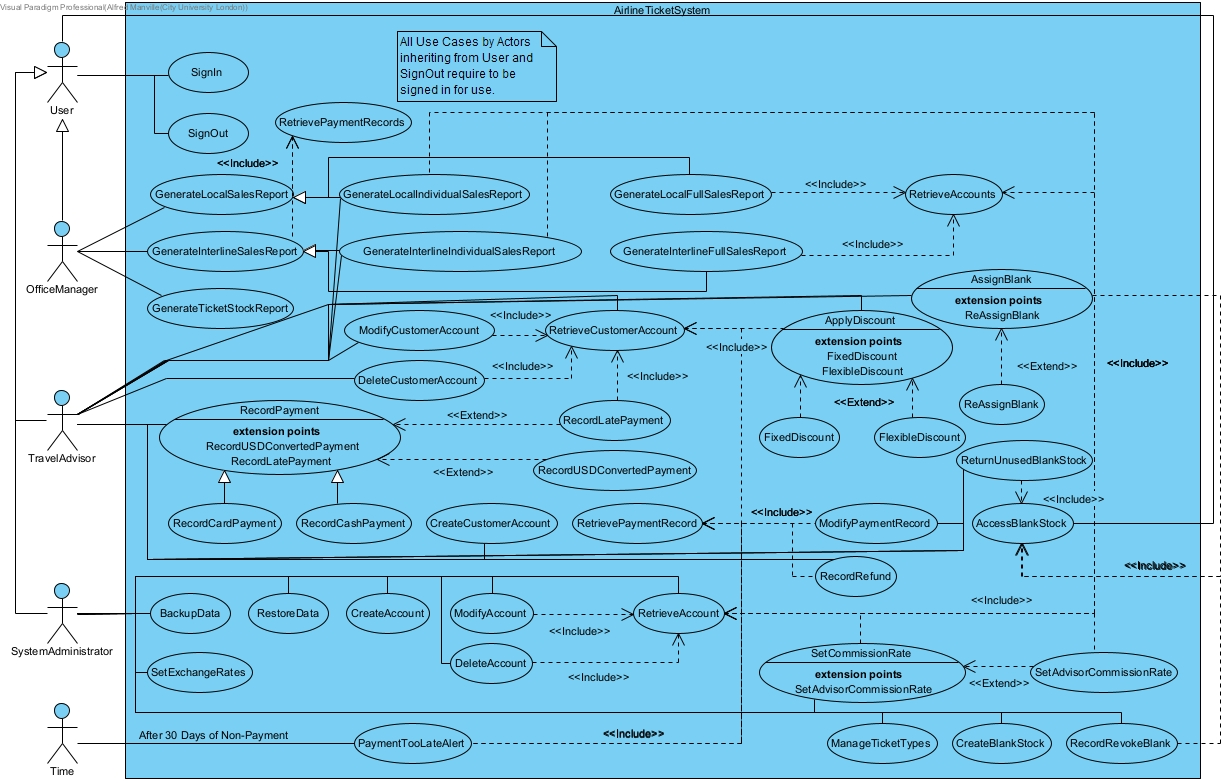 Visual Paradigm Professional(Alfred Manville(City University London))
AirlineTicketSystem
All Use Cases by Actors
inheriting from User and
SignOut require to be
signed in for use.
SignIn
User
SignOut
RetrievePaymentRecords
<<Include>>
GenerateLocalSalesReport
GenerateLocalIndividualSalesReport
GenerateLocalFullSalesReport
<<Include>>
RetrieveAccounts
GenerateInterlineSalesReport
GenerateInterlineIndividualSalesReport
GenerateInterlineFullSalesReport
<<Include>>
OfficeManager
GenerateTicketStockReport
AssignBlank
extension points
ReAssignBlank
ModifyCustomerAccount
<<Include>>
RetrieveCustomerAccount
<<Include>>
ApplyDiscount
extension points
FixedDiscount
FlexibleDiscount
<<Include>>
DeleteCustomerAccount
<<Include>>
<<Include>>
<<Extend>>
<<Extend>>
ReAssignBlank
TravelAdvisor
RecordPayment
extension points
RecordUSDConvertedPayment
RecordLatePayment
<<Extend>>
RecordLatePayment
FixedDiscount
FlexibleDiscount
<<Extend>>
RecordUSDConvertedPayment
ReturnUnusedBlankStock
<<Include>>
RecordCardPayment
RecordCashPayment
CreateCustomerAccount
RetrievePaymentRecord
<<Include>>
ModifyPaymentRecord
AccessBlankStock
RecordRefund
<<Include>>
SystemAdministrator
BackupData
RestoreData
CreateAccount
ModifyAccount
<<Include>>
RetrieveAccount
<<Include>>
DeleteAccount
<<Include>>
SetExchangeRates
SetCommissionRate
extension points
SetAdvisorCommissionRate
<<Extend>>
SetAdvisorCommissionRate
Time
After 30 Days of Non-Payment
PaymentTooLateAlert
<<Include>>
ManageTicketTypes
CreateBlankStock
RecordRevokeBlank